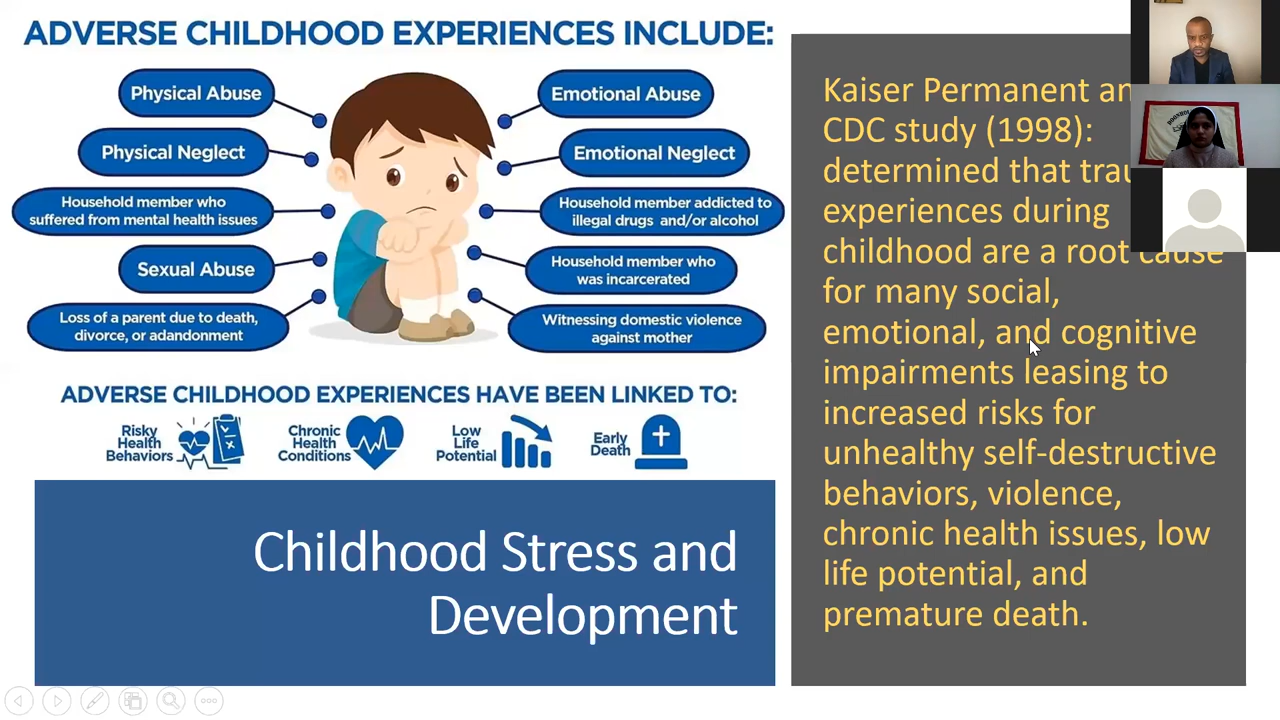 ADVERSE CHILDHOOD EXPERIENCES INCLUDE:
Physical Abuse
Physical Neglect
Household member who
suffered from mental health issues
Sexual Abuse
Loss of a parent due to death,
divorce, or adandonment
Emotional Abuse
Emotional Neglect
Household member addicted to
illegal drugs and/or alcohol
Household member who
was incarcerated
Witnessing domestic violence
against mother
ADVERSE CHILDHOOD EXPERIENCES HAVE BEEN LINKED TO:
Risky
Health
Behaviors
Chronic
Health
Conditions
Low
Life
Potential
Early
Death
Childhood Stress and
Development
Kaiser Permanent
CDC study (1998):
determined that
experiences during
childhood are a root cause
for many social,
emotional, and cognitive
impairments leasing to
increased risks for
unhealthy self-destructive
behaviors, violence,
chronic health issues, low
life potential, and
premature death.